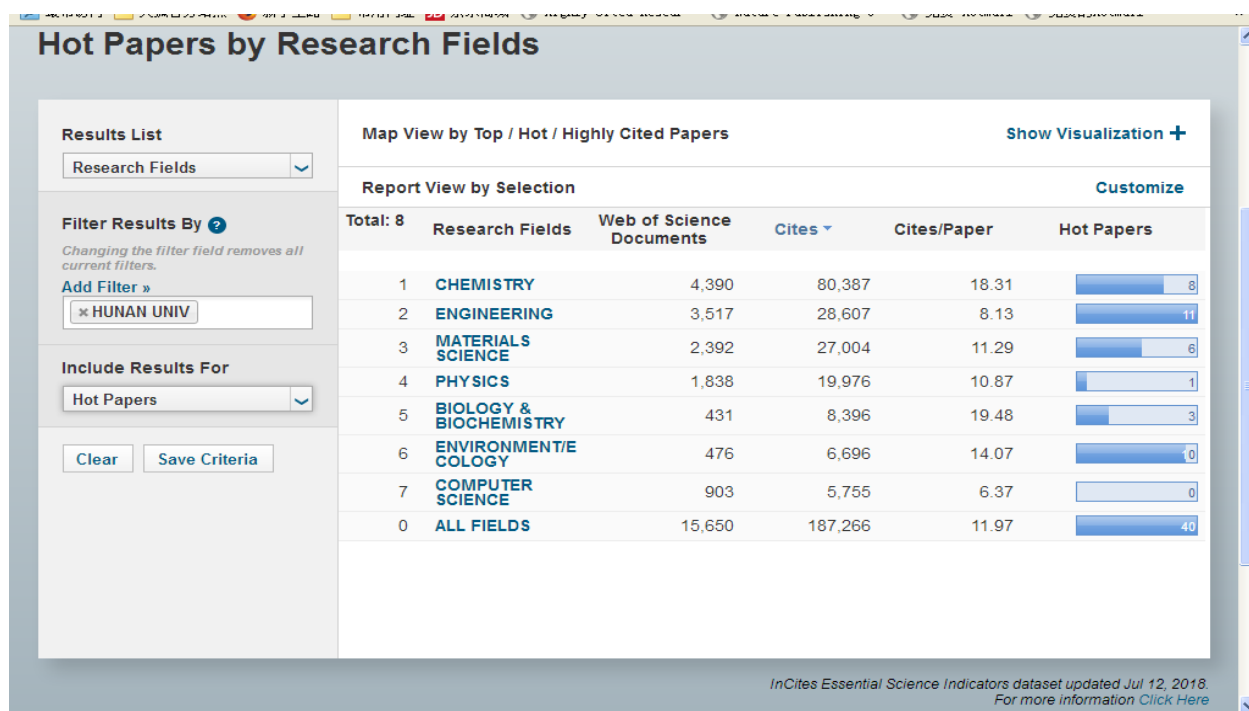 Hot Papers by Research Fields
Results List
Research Fields
Filter Results By ?
Changing the filter field removes all
current filters.
Add Filter »
× HUNAN UNIV
Include Results For
Hot Papers
Clear Save Criteria
Map View by Top / Hot / Highly Cited Papers Show Visualization +
Report View by Selection Customize
Total: 8 Research Fields Web of Science Documents Cites Cites/Paper Hot Papers
1 CHEMISTRY 4,390 80,387 18.31 8
2 ENGINEERING 3,517 28,607 8.13 11
3 MATERIALS SCIENCE 2,392 27,004 11.29 6
4 PHYSICS 1,838 19,976 10.87 1
5 BIOLOGY & BIOCHEMISTRY 431 8,396 19.48 3
6 ENVIRONMENT/ECOLOGY 476 6,696 14.07 10
7 COMPUTER SCIENCE 903 5,755 6.37 0
0 ALL FIELDS 15,650 187,266 11.97 40
InCites Essential Science Indicators dataset updated Jul 12, 2018.
For more information Click Here